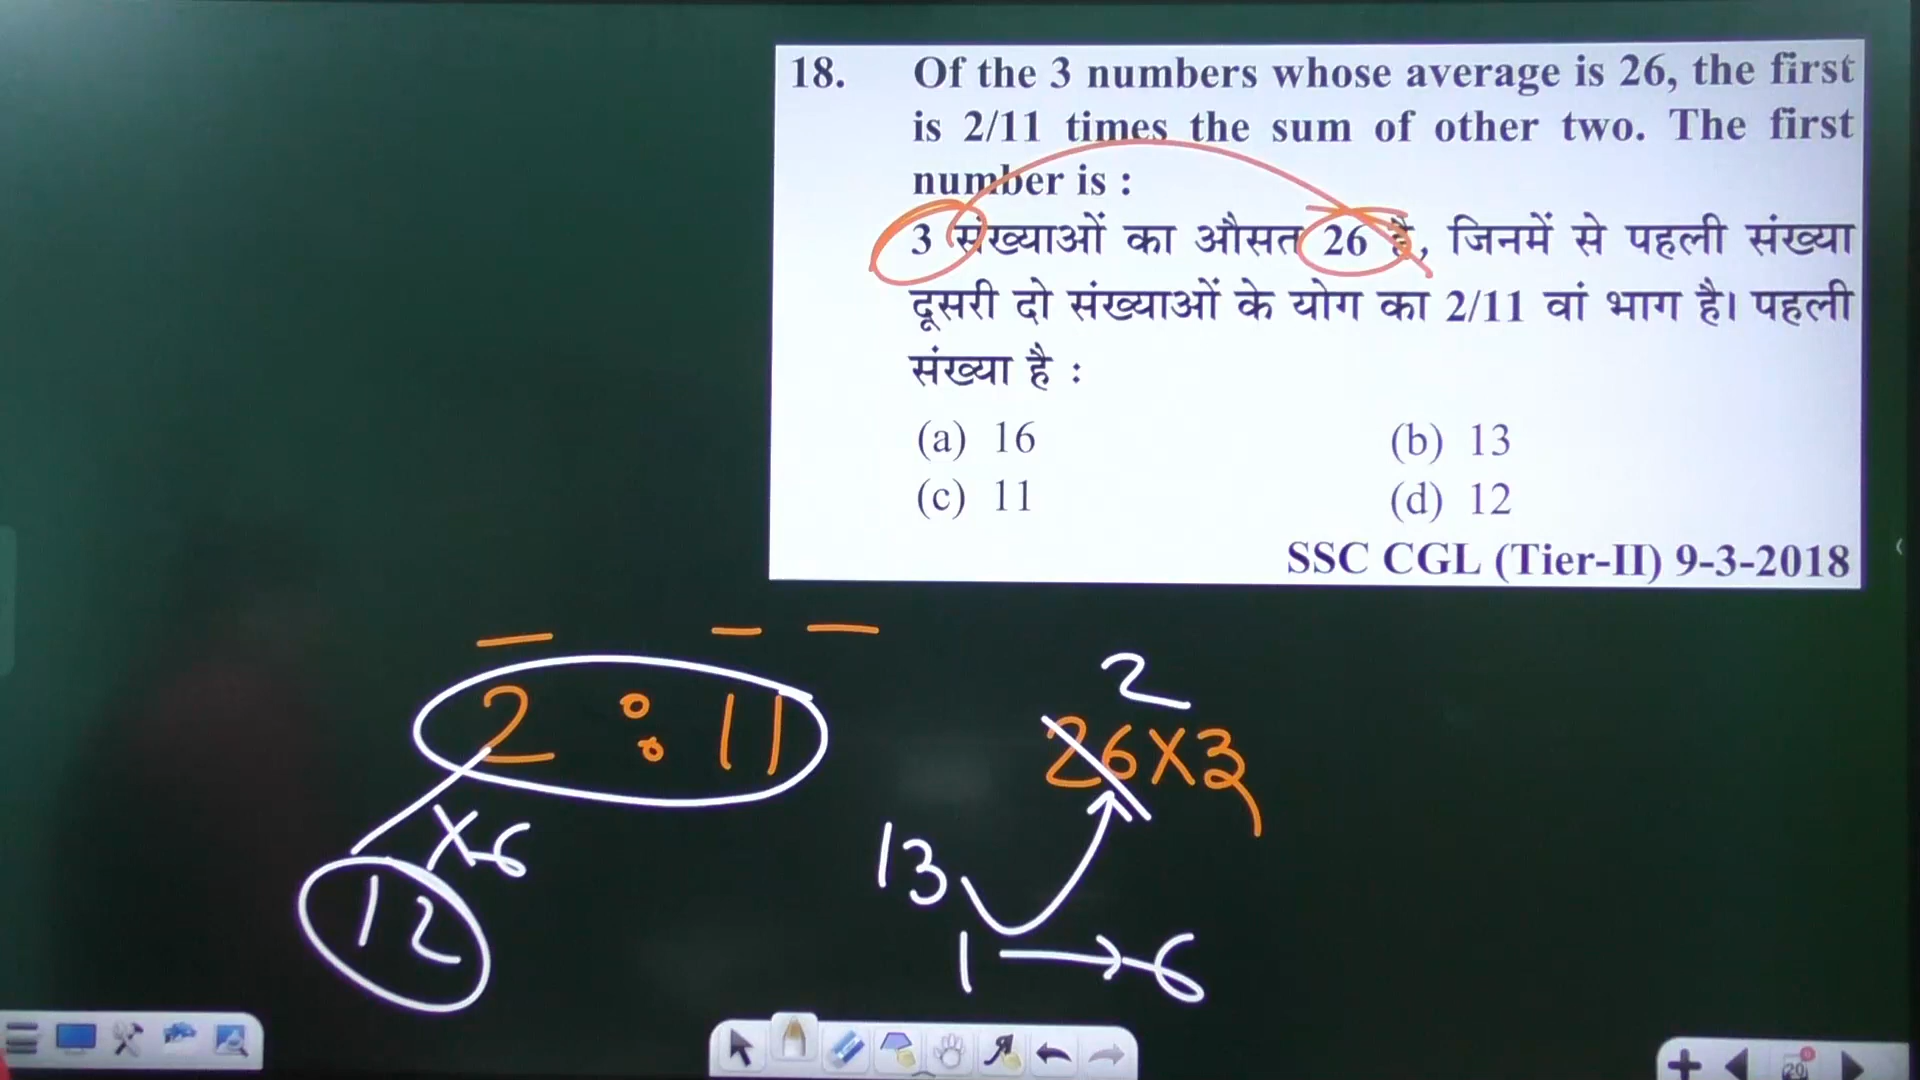 18. Of the 3 numbers whose average is 26, the first
is 2/11 times the sum of other two. The first
number is :
3 संख्याओं का औसत 26 है, जिनमें से पहली संख्या
दूसरी दो संख्याओं के योग का 2/11 वां भाग है। पहली
संख्या है :
(a) 16 (b) 13
(c) 11 (d) 12
SSC CGL (Tier-II) 9-3-2018
2 : 11
×6
12
2
26×3
13
1 → 6
20